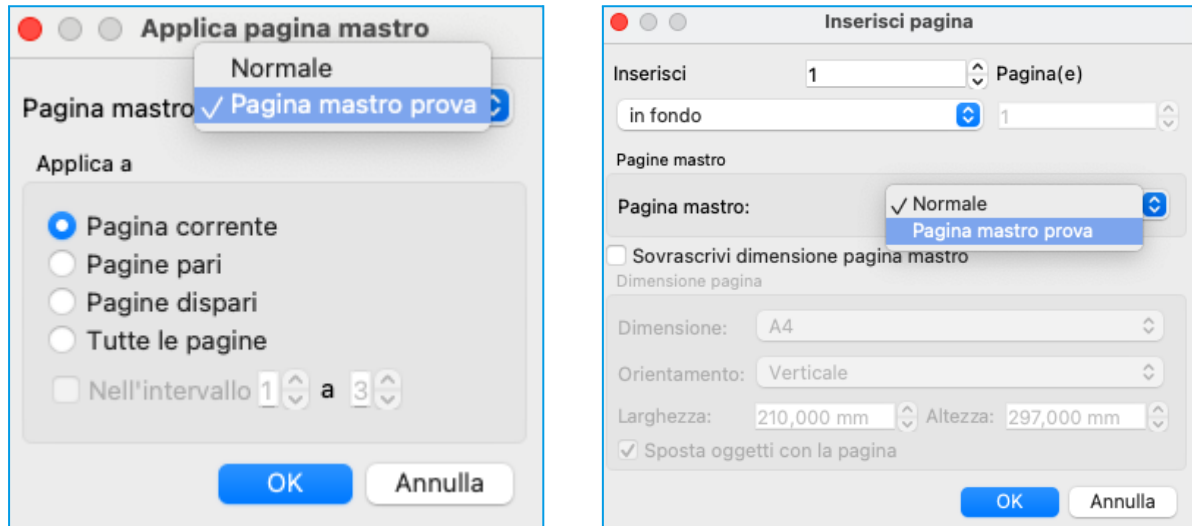 Applica pagina mastro
Normale
Pagina mastro ✓ Pagina mastro prova
Applica a
Pagina corrente
Pagine pari
Pagine dispari
Tutte le pagine
Nell'intervallo 1 a 3
OK Annulla
Inserisci pagina
Inserisci 1 Pagina(e)
in fondo 1
Pagine mastro
Pagina mastro: ✓ Normale
Pagina mastro prova
Sovrascrivi dimensione pagina mastro
Dimensione pagina
Dimensione: A4
Orientamento: Verticale
Larghezza: 210,000 mm Altezza: 297,000 mm
Sposta oggetti con la pagina
OK Annulla